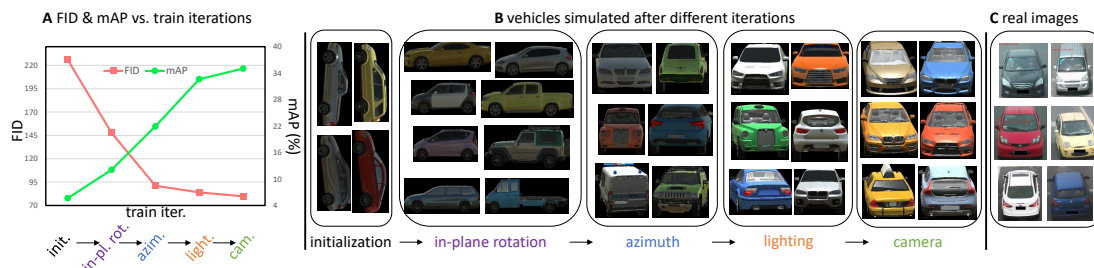 A FID & mAP vs. train iterations
B vehicles simulated after different iterations
C real images
FID mAP
FID
220
195
170
145
120
95
70
40
34
28
22
16
10
4
mAP (%)
train iter.
init.
in-pl. rot.
azim.
light.
cam.
initialization
in-plane rotation
azimuth
lighting
camera